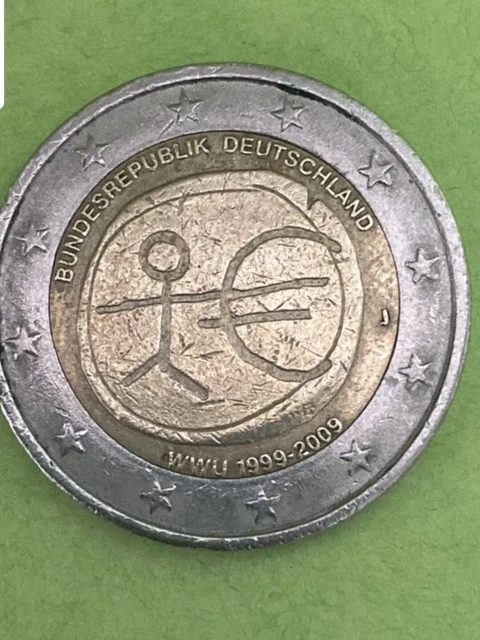 BUNDESREPUBLIK DEUTSCHLAND
WWU 1999-2009